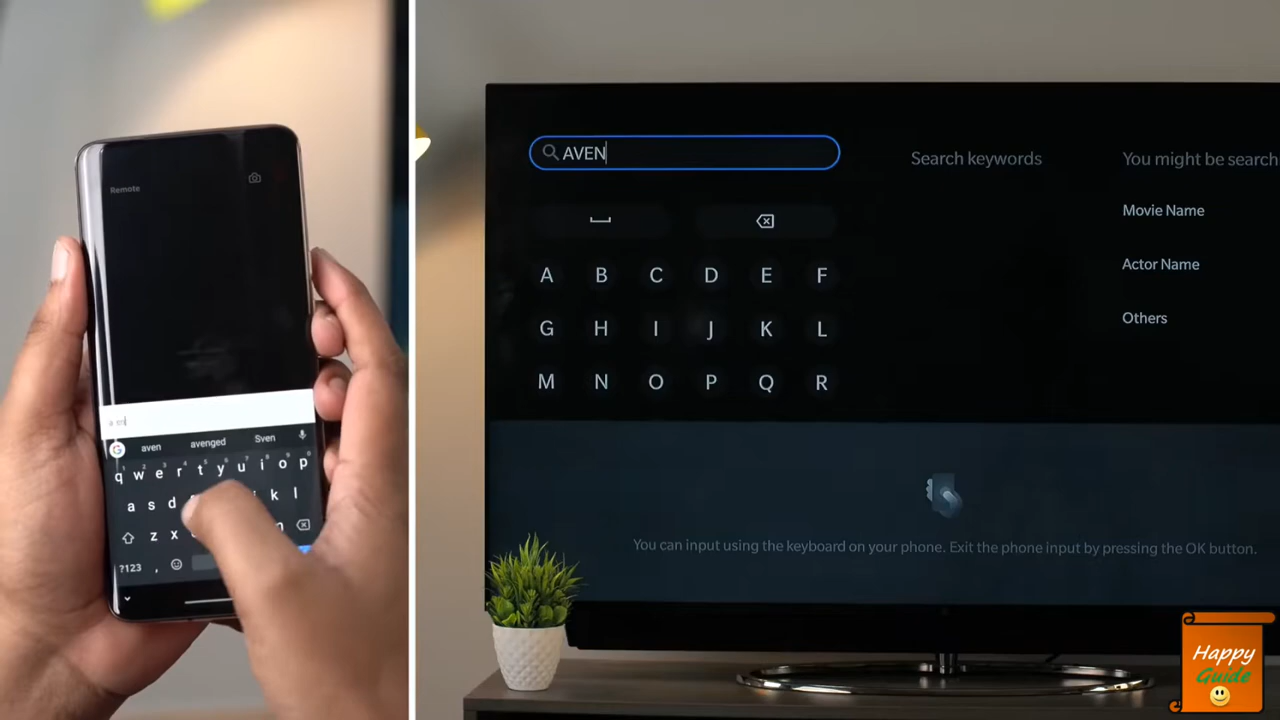 Remote
aven avenged Sven
q w e r t y u i o p
a s d k l
z x
?123 ,
AVEN
Search keywords
You might be search
Movie Name
Actor Name
Others
A B C D E F
G H I J K L
M N O P Q R
You can input using the keyboard on your phone. Exit the phone input by pressing the OK button.
Happy
Guide